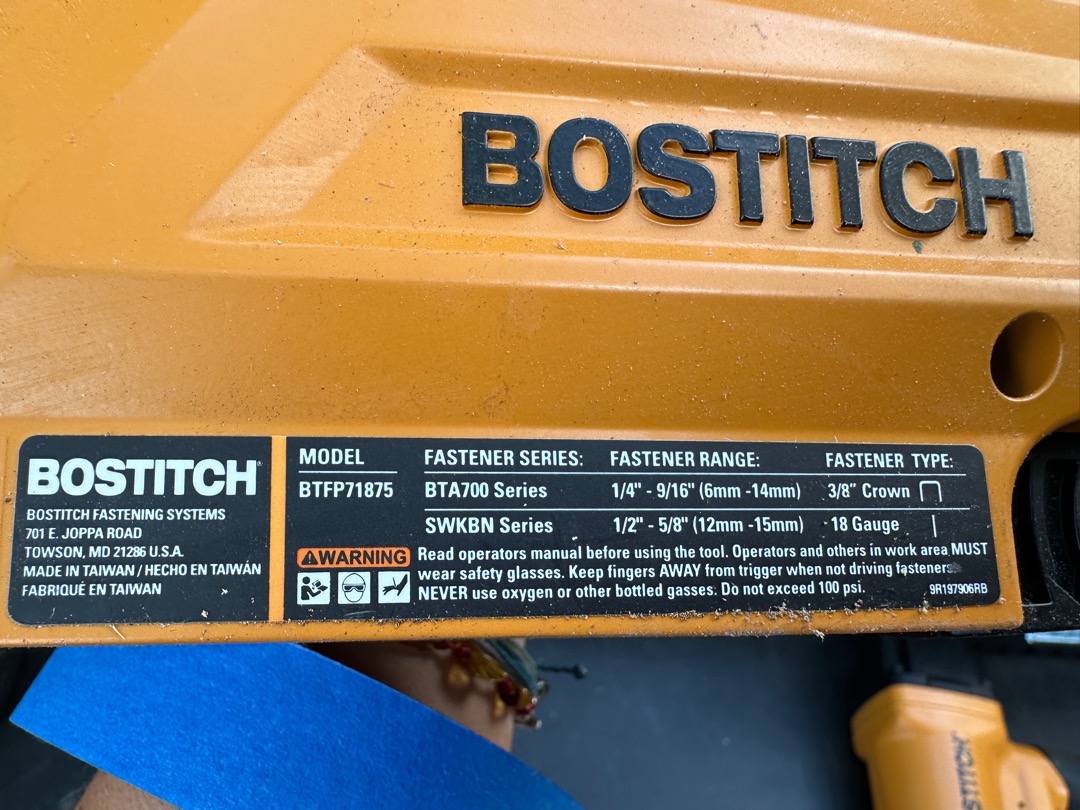 BOSTITCH
BOSTITCH®
BOSTITCH FASTENING SYSTEMS
701 E. JOPPA ROAD
TOWSON, MD 21286 U.S.A.
MADE IN TAIWAN / HECHO EN TAIWÁN
FABRIQUÉ EN TAIWAN
MODEL
BTFP71875
FASTENER SERIES: FASTENER RANGE: FASTENER TYPE:
BTA700 Series 1/4" - 9/16" (6mm -14mm) 3/8" Crown
SWKBN Series 1/2" - 5/8" (12mm -15mm) 18 Gauge
WARNING
Read operators manual before using the tool. Operators and others in work area MUST
wear safety glasses. Keep fingers AWAY from trigger when not driving fasteners.
NEVER use oxygen or other bottled gasses. Do not exceed 100 psi.
9R197906RB
STITCH